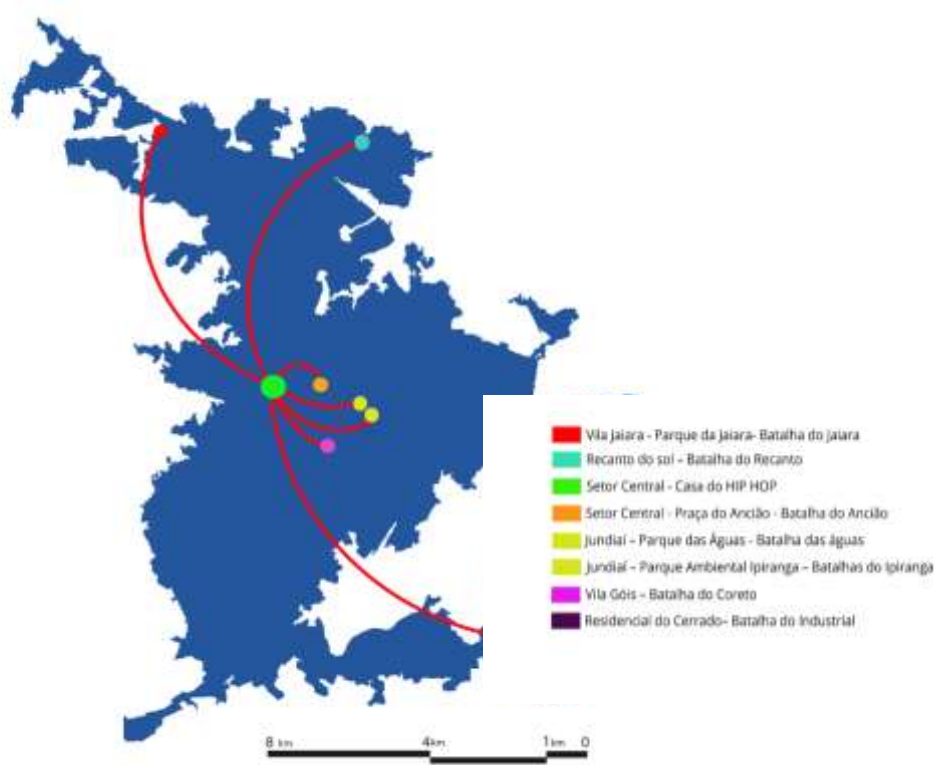 Vila Jaiara - Parque da Jaiara- Batalha do Jaiara
Recanto do sol – Batalha do Recanto
Setor Central - Casa do HIP HOP
Setor Central - Praça do Ancião - Batalha do Ancião
Jundiaí – Parque das Águas - Batalha das águas
Jundiaí – Parque Ambiental Ipiranga – Batalhas do Ipiranga
Vila Góis – Batalha do Coreto
Residencial do Cerrado– Batalha do Industrial
8 km 4km 1km 0